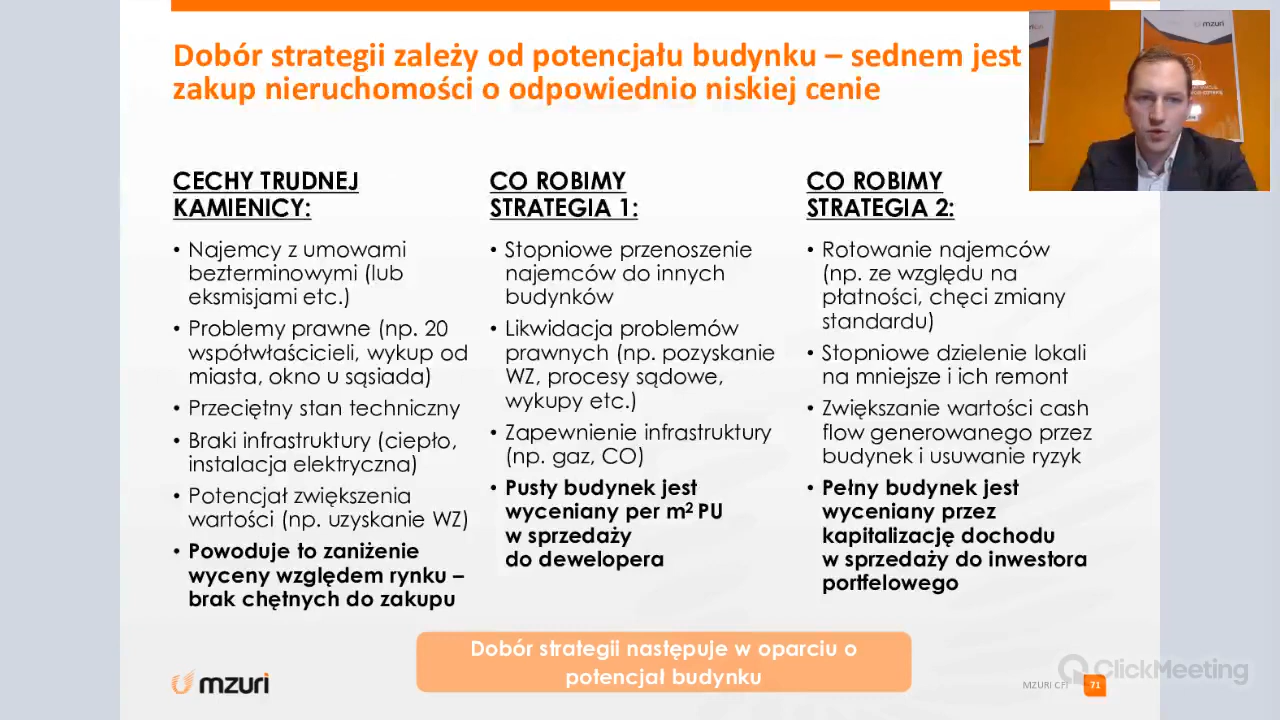 Dobór strategii zależy od potencjału budynku – sednem jest
zakup nieruchomości o odpowiednio niskiej cenie
mzuri
CECHY TRUDNEJ
KAMIENICY:
• Najemcy z umowami
bezterminowymi (lub
eksmisjami etc.)
• Problemy prawne (np. 20
współwłaścicieli, wykup od
miasta, okno u sąsiada)
• Przeciętny stan techniczny
• Braki infrastruktury (ciepło,
instalacja elektryczna)
• Potencjał zwiększenia
wartości (np. uzyskanie WZ)
• Powoduje to zaniżenie
wyceny względem rynku –
brak chętnych do zakupu
CO ROBIMY
STRATEGIA 1:
• Stopniowe przenoszenie
najemców do innych
budynków
• Likwidacja problemów
prawnych (np. pozyskanie
WZ, procesy sądowe,
wykupy etc.)
• Zapewnienie infrastruktury
(np. gaz, CO)
• Pusty budynek jest
wyceniany per m² PU
w sprzedaży
do dewelopera
CO ROBIMY
STRATEGIA 2:
• Rotowanie najemców
(np. ze względu na
płatności, chęci zmiany
standardu)
• Stopniowe dzielenie lokali
na mniejsze i ich remont
• Zwiększanie wartości cash
flow generowanego przez
budynek i usuwanie ryzyk
• Pełny budynek jest
wyceniany przez
kapitalizację dochodu
w sprzedaży do inwestora
portfelowego
Dobór strategii następuje w oparciu o
potencjał budynku
mzuri
MZURI CFI
71
ClickMeeting